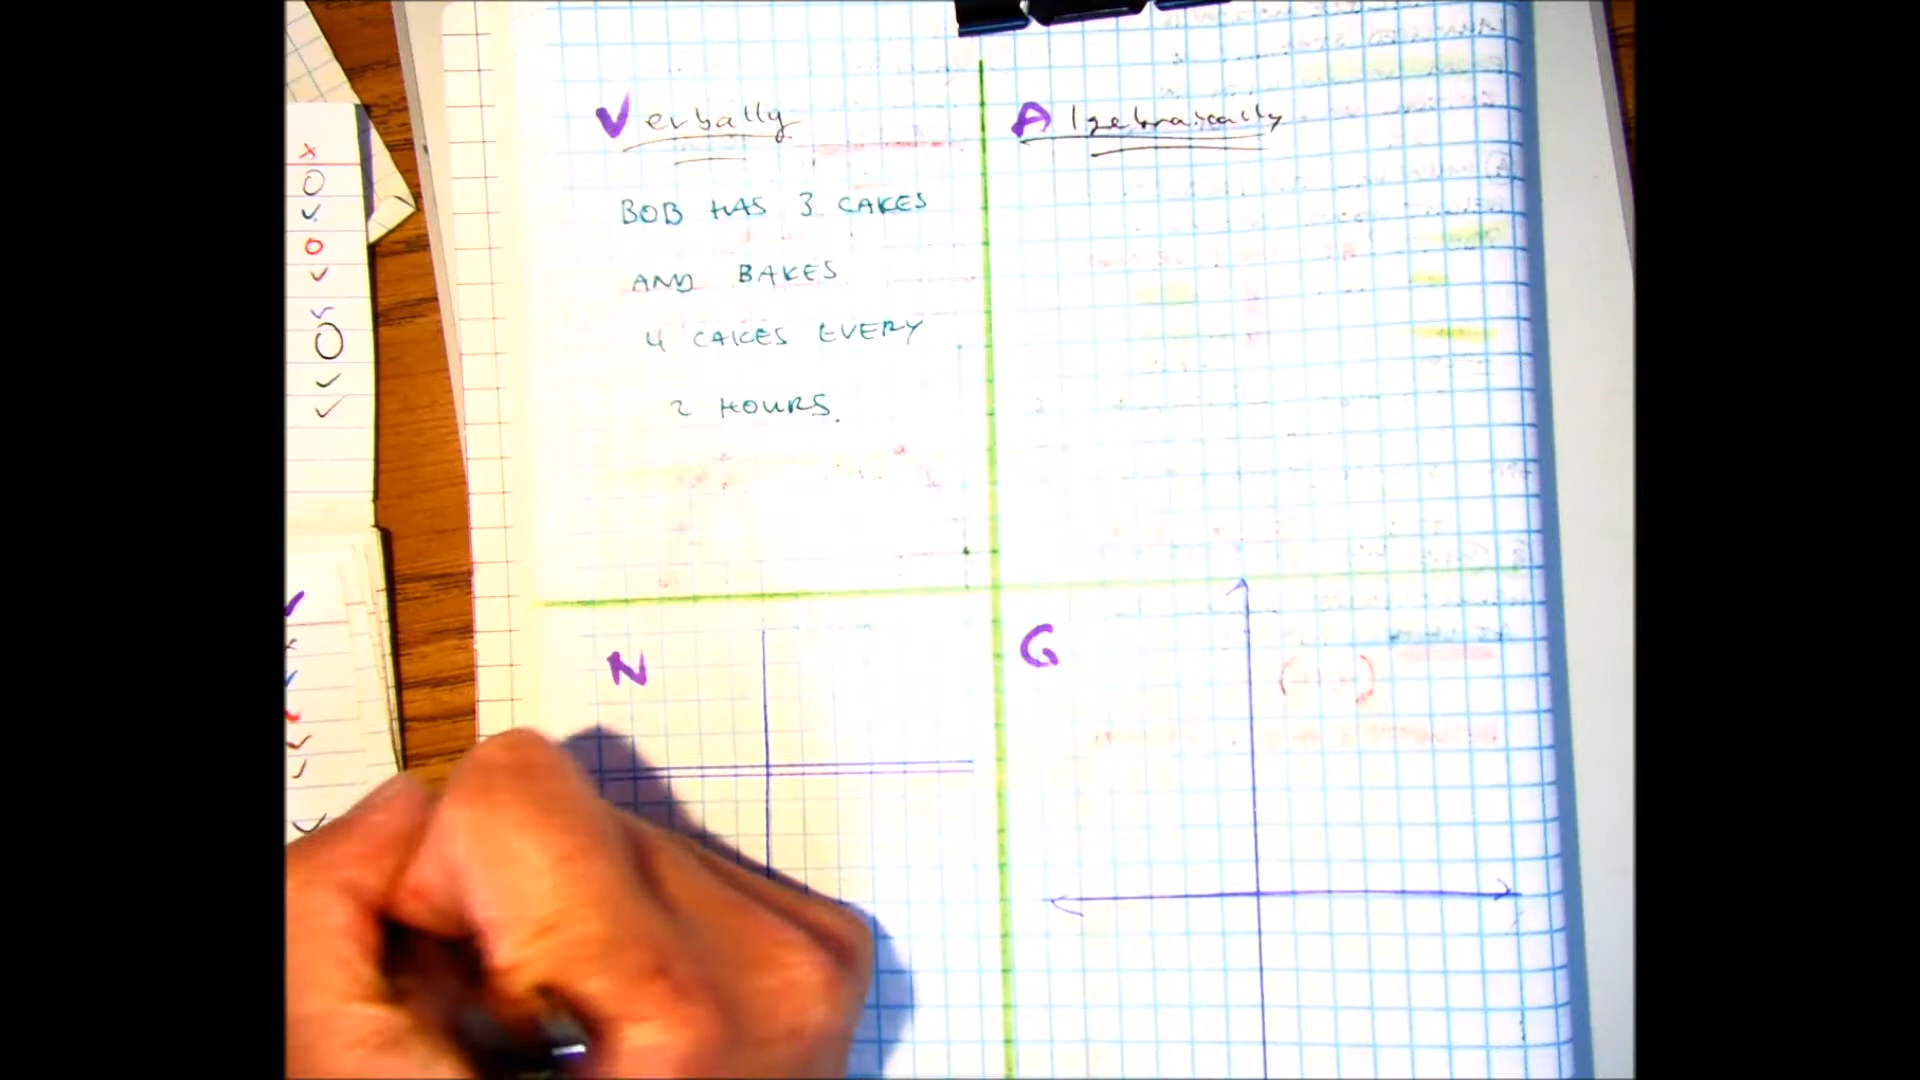 Verbally
BOB HAS 3 CAKES
AND BAKES
4 CAKES EVERY
2 HOURS.
Algebraically
N
G